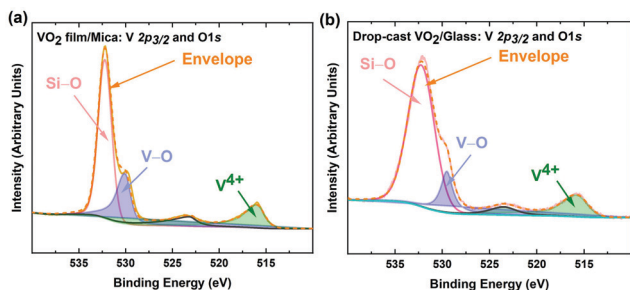 (a)
VO2 film/Mica: V 2p3/2 and O1s
Envelope
Si–O
V–O
V4+
Intensity (Arbitrary Units)
535 530 525 520 515
Binding Energy (eV)
(b)
Drop-cast VO2/Glass: V 2p3/2 and O1s
Envelope
Si–O
V–O
V4+
Intensity (Arbitrary Units)
535 530 525 520 515
Binding Energy (eV)